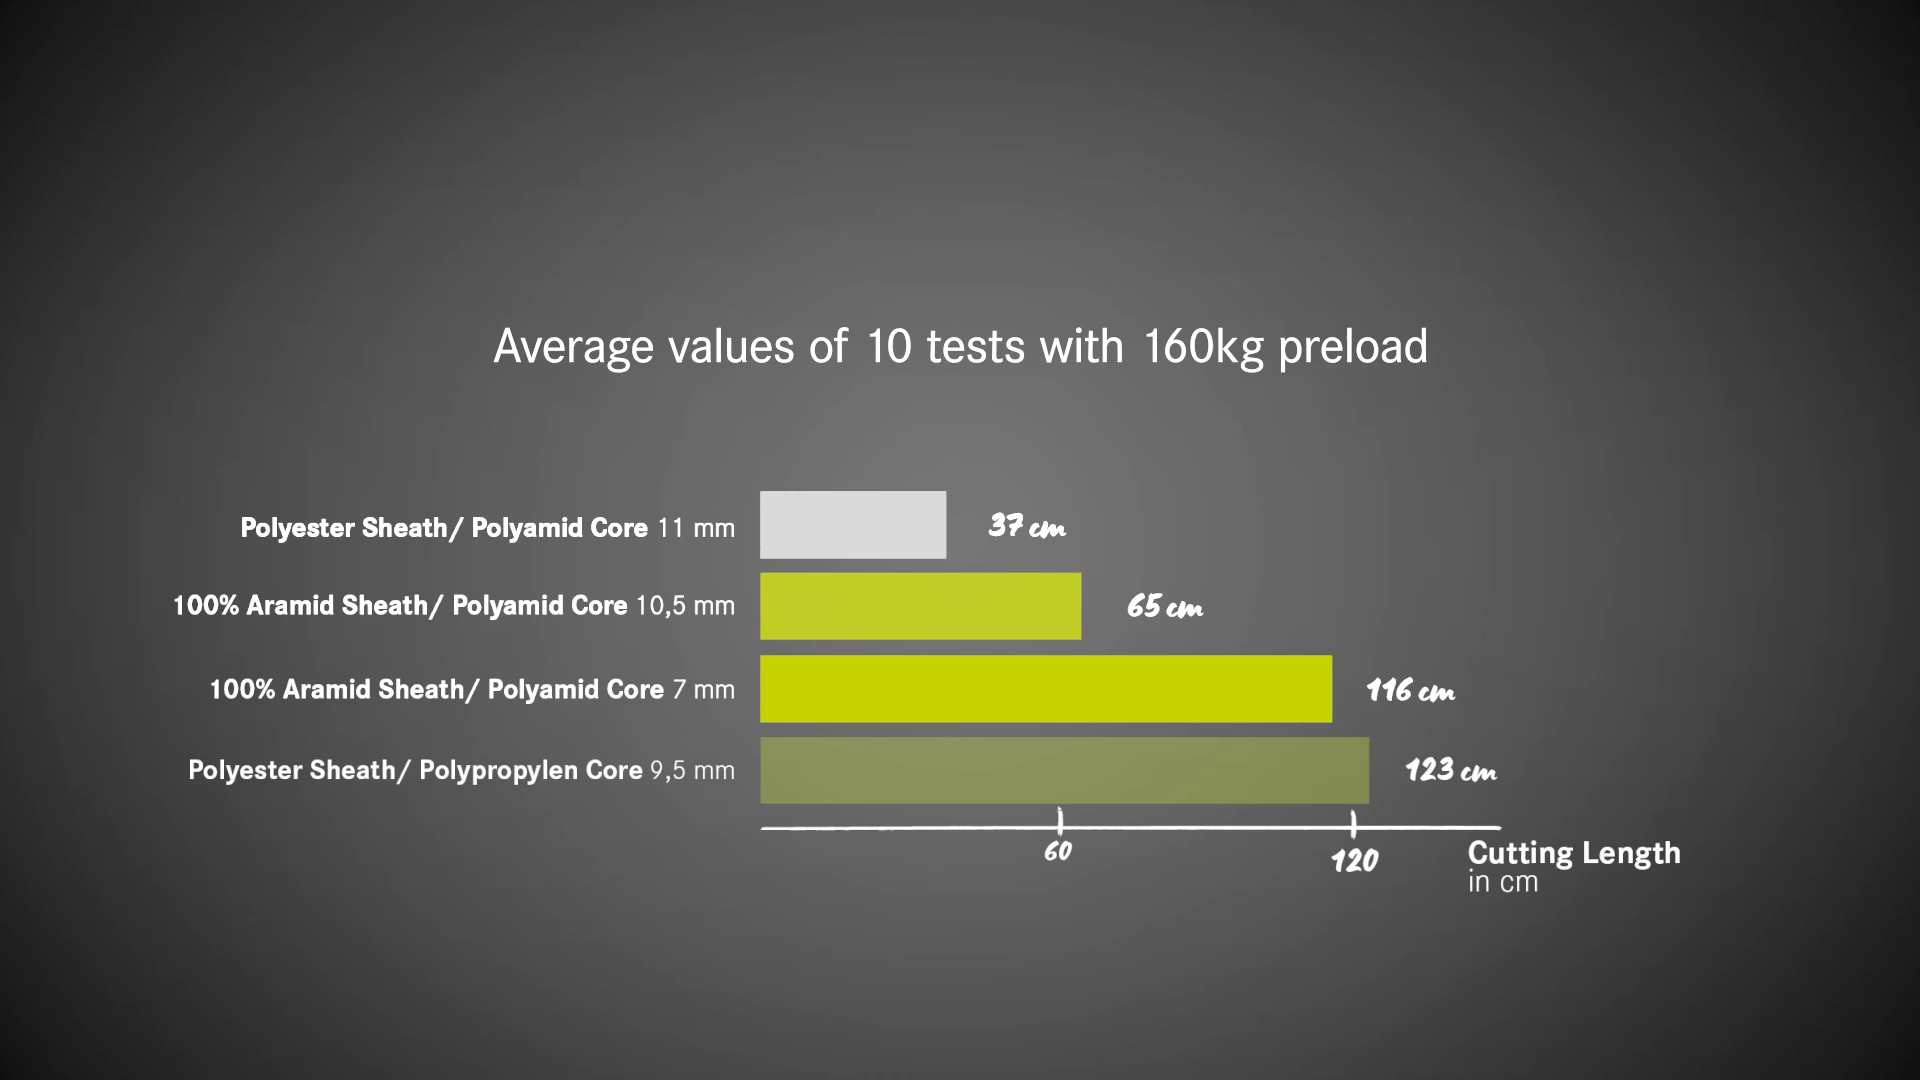 Average values of 10 tests with 160kg preload
Polyester Sheath/ Polyamid Core 11 mm
37 cm
100% Aramid Sheath/ Polyamid Core 10,5 mm
65 cm
100% Aramid Sheath/ Polyamid Core 7 mm
116 cm
Polyester Sheath/ Polypropylen Core 9,5 mm
123 cm
60
120
Cutting Length
in cm